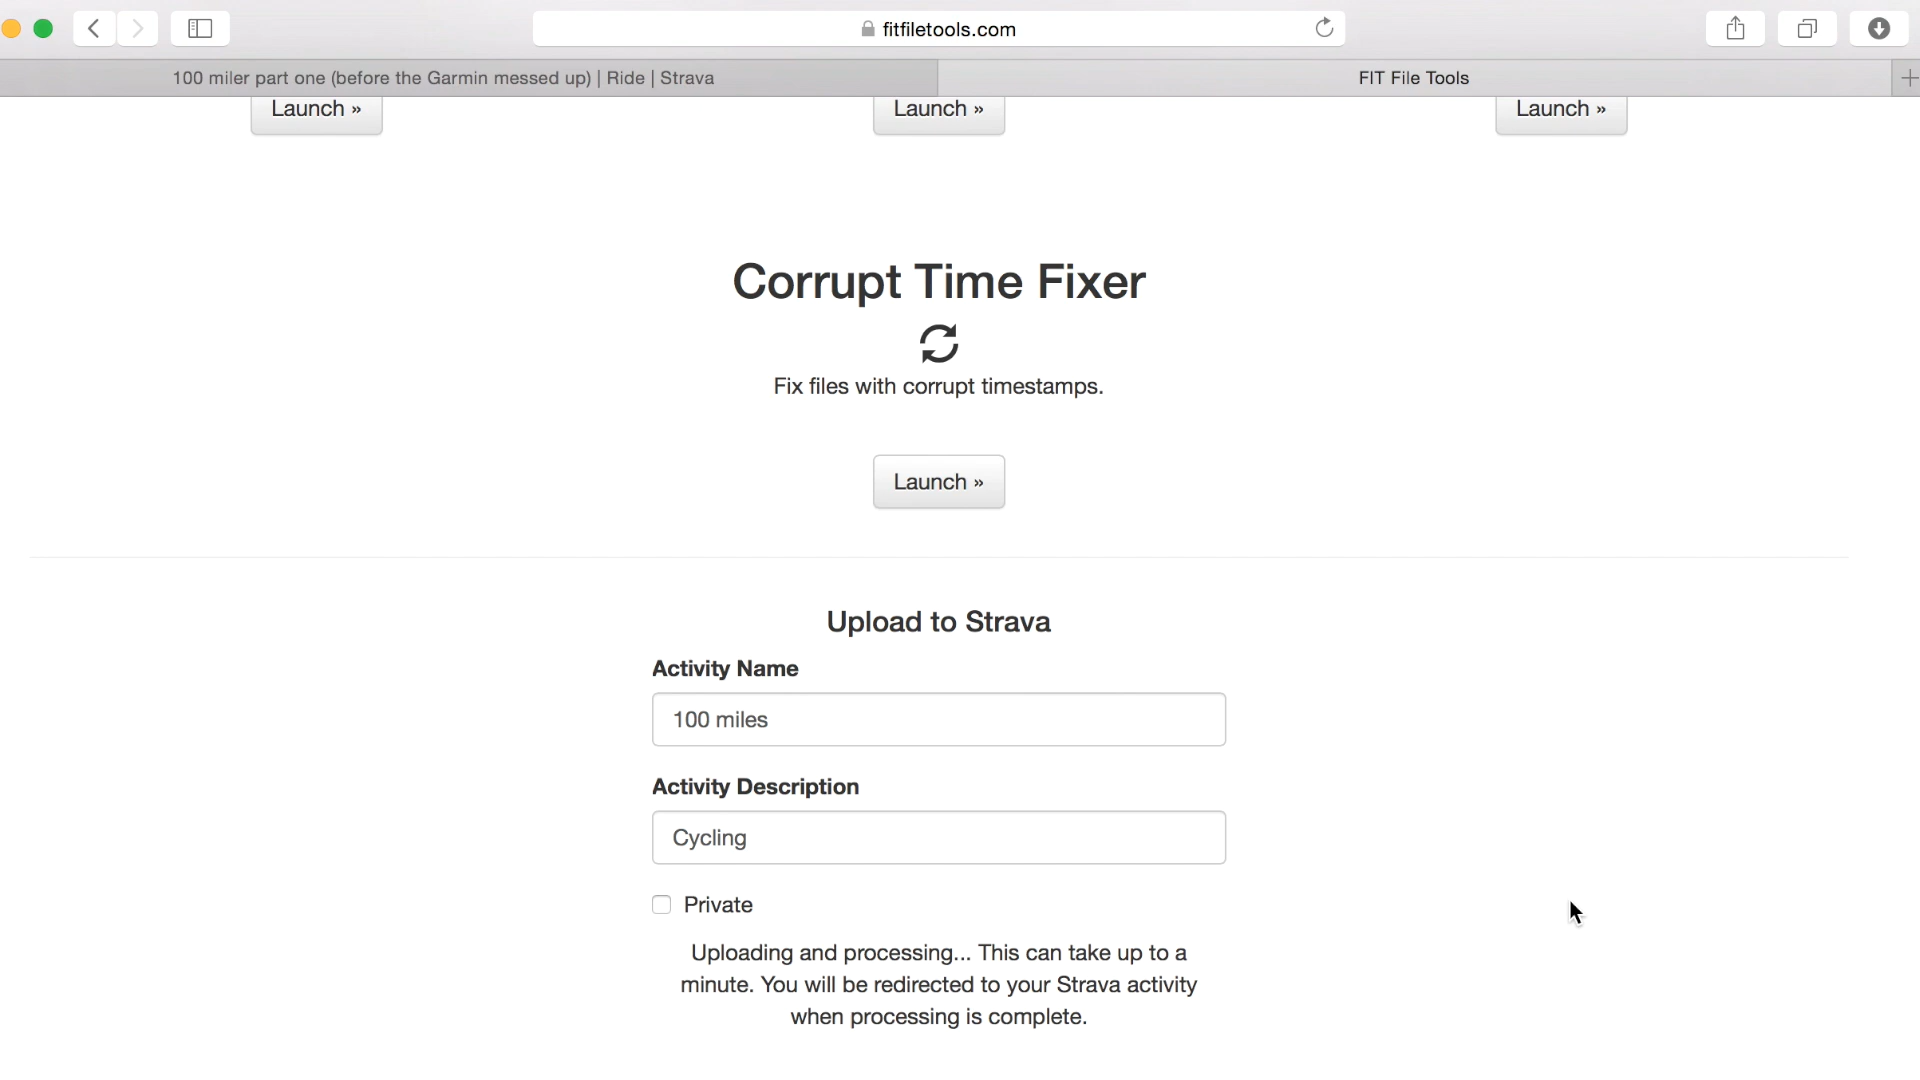 fitfiletools.com
100 miler part one (before the Garmin messed up) | Ride | Strava
FIT File Tools
Launch »
Launch »
Launch »
Corrupt Time Fixer
Fix files with corrupt timestamps.
Launch »
Upload to Strava
Activity Name
100 miles
Activity Description
Cycling
Private
Uploading and processing... This can take up to a
minute. You will be redirected to your Strava activity
when processing is complete.